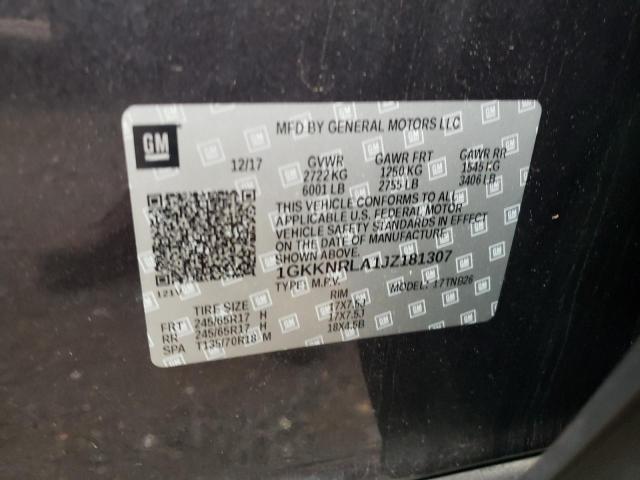 GM
MFD BY GENERAL MOTORS LLC
12/17 GVWR GAWR FRT GAWR RR
2722 KG 1250 KG 1545 KG
6001 LB 2755 LB 3406 LB
THIS VEHICLE CONFORMS TO ALL
APPLICABLE U.S. FEDERAL MOTOR
VEHICLE SAFETY STANDARDS IN EFFECT
ON THE DATE OF MANUFACTURE
SHOWN ABOVE.
1GKKNRLA1JZ181307
TYPE: M.P.V. MODEL: 17TNB26
TIRE SIZE RIM
FRT 245/65R17 H 17X7.5J
RR 245/65R17 H 17X7.5J
SPA T135/70R18 M 18X4.5B